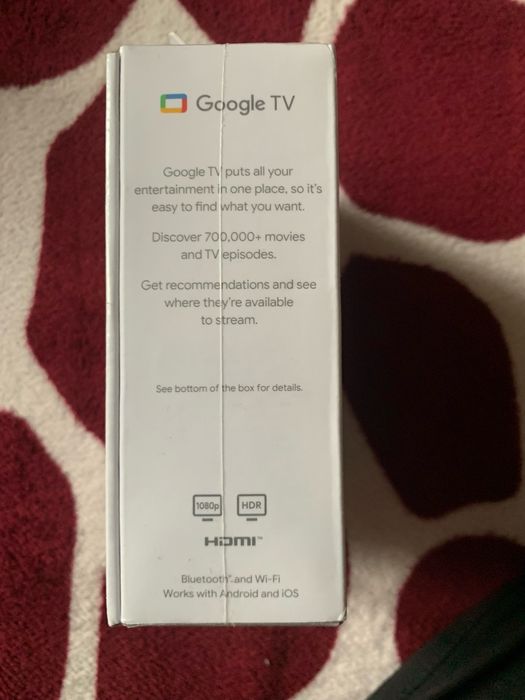 Google TV
Google TV puts all your
entertainment in one place, so it's
easy to find what you want.
Discover 700,000+ movies
and TV episodes.
Get recommendations and see
where they're available
to stream.
See bottom of the box for details.
1080p HDR
HDMI™
Bluetooth® and Wi-Fi
Works with Android and iOS